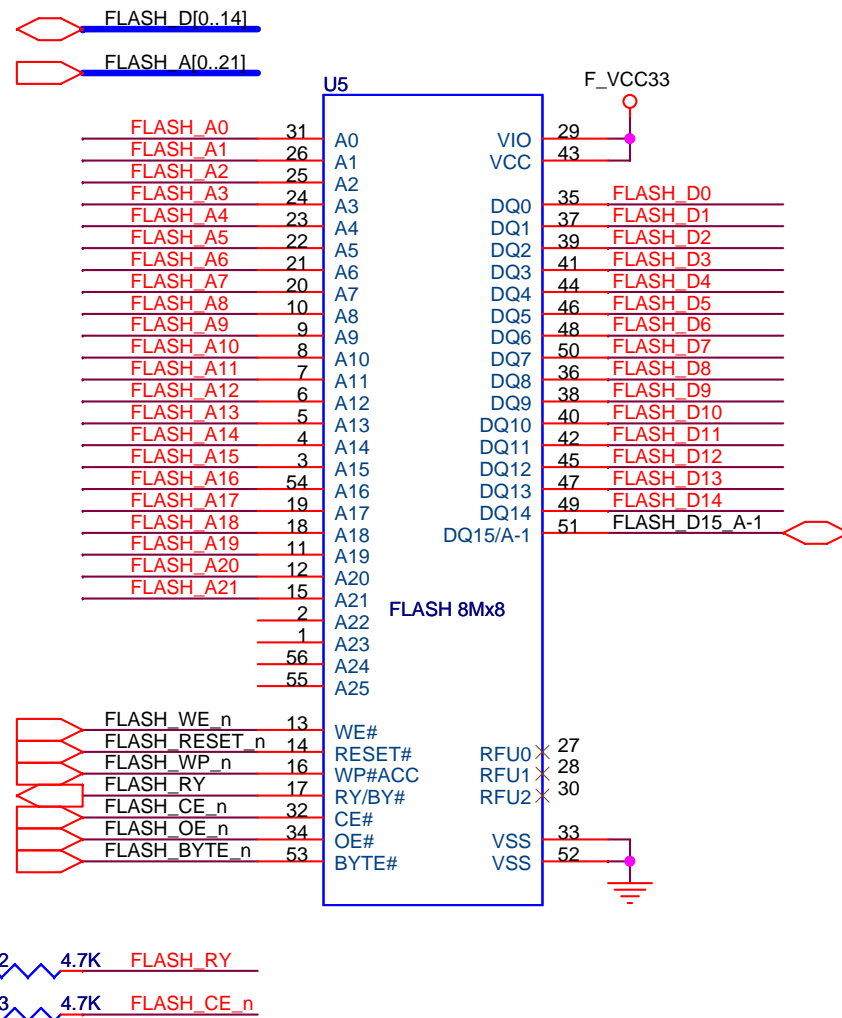 FLASH_D[0..14]
FLASH_A[0..21]
U5
F_VCC33
FLASH_A0 31 A0 VIO 29
FLASH_A1 26 A1 VCC 43
FLASH_A2 25 A2
FLASH_A3 24 A3 DQ0 35 FLASH_D0
FLASH_A4 23 A4 DQ1 37 FLASH_D1
FLASH_A5 22 A5 DQ2 39 FLASH_D2
FLASH_A6 21 A6 DQ3 41 FLASH_D3
FLASH_A7 20 A7 DQ4 44 FLASH_D4
FLASH_A8 10 A8 DQ5 46 FLASH_D5
FLASH_A9 9 A9 DQ6 48 FLASH_D6
FLASH_A10 8 A10 DQ7 50 FLASH_D7
FLASH_A11 7 A11 DQ8 36 FLASH_D8
FLASH_A12 6 A12 DQ9 38 FLASH_D9
FLASH_A13 5 A13 DQ10 40 FLASH_D10
FLASH_A14 4 A14 DQ11 42 FLASH_D11
FLASH_A15 3 A15 DQ12 45 FLASH_D12
FLASH_A16 54 A16 DQ13 47 FLASH_D13
FLASH_A17 19 A17 DQ14 49 FLASH_D14
FLASH_A18 18 A18 DQ15/A-1 51 FLASH_D15_A-1
FLASH_A19 11 A19
FLASH_A20 12 A20
FLASH_A21 15 A21 FLASH 8Mx8
2 A22
1 A23
56 A24
55 A25
FLASH_WE_n 13 WE#
FLASH_RESET_n 14 RESET# RFU0 27
FLASH_WP_n 16 WP#ACC RFU1 28
FLASH_RY 17 RY/BY# RFU2 30
FLASH_CE_n 32 CE#
FLASH_OE_n 34 OE# VSS 33
FLASH_BYTE_n 53 BYTE# VSS 52
2 4.7K FLASH_RY
3 4.7K FLASH_CE_n